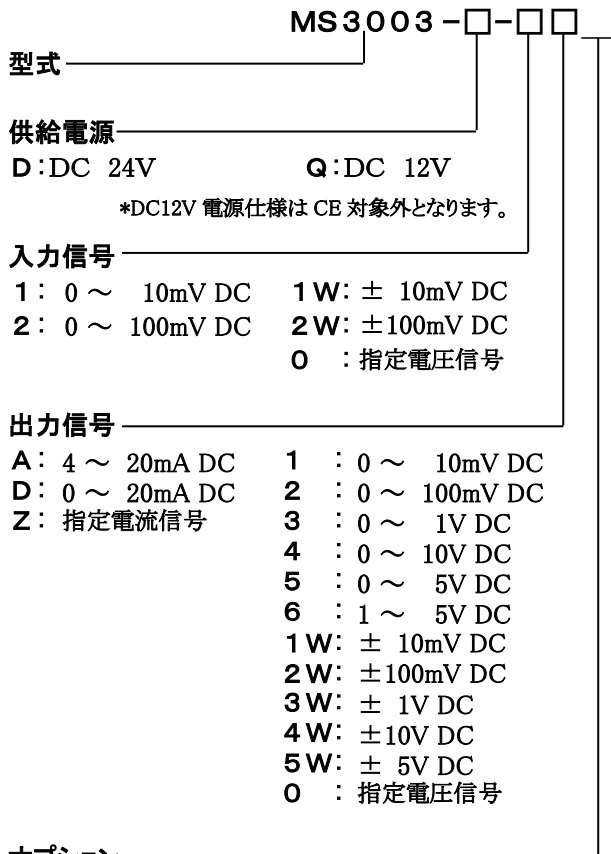 MS3003－□－□□
型式
供給電源
D：DC 24V Q：DC 12V
*DC12V 電源仕様は CE 対象外となります。
入力信号
1： 0 ～ 10mV DC 1W： ± 10mV DC
2： 0 ～ 100mV DC 2W： ±100mV DC
0 ：指定電圧信号
出力信号
A： 4 ～ 20mA DC 1 ： 0 ～ 10mV DC
D： 0 ～ 20mA DC 2 ： 0 ～ 100mV DC
Z： 指定電流信号 3 ： 0 ～ 1V DC
4 ： 0 ～ 10V DC
5 ： 0 ～ 5V DC
6 ： 1 ～ 5V DC
1W： ± 10mV DC
2W： ±100mV DC
3W： ± 1V DC
4W： ±10V DC
5W： ± 5V DC
0 ： 指定電圧信号
オプション